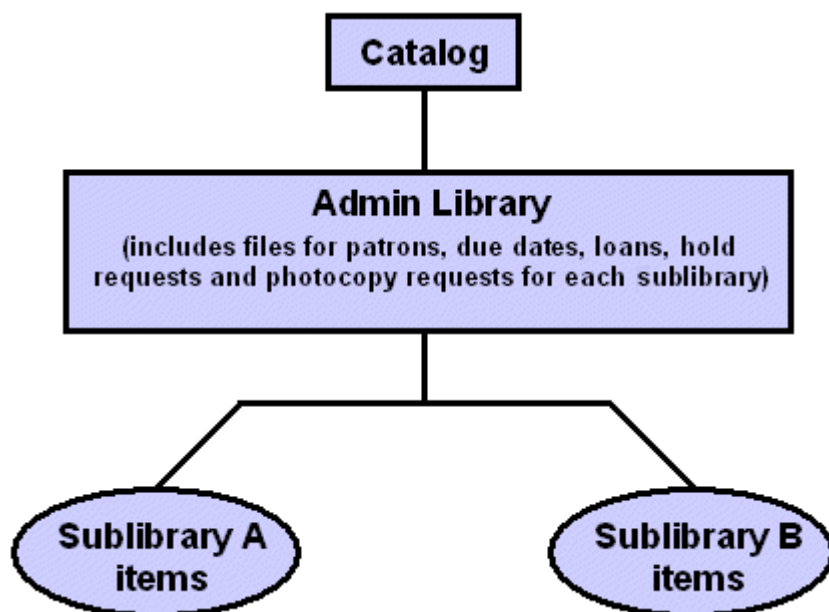 Catalog
Admin Library
(includes files for patrons, due dates, loans, hold
requests and photocopy requests for each sublibrary)
Sublibrary A
items
Sublibrary B
items